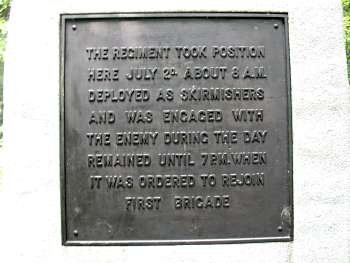 THE REGIMENT TOOK POSITION
HERE JULY 2D. ABOUT 8 A.M.
DEPLOYED AS SKIRMISHERS
AND WAS ENGAGED WITH
THE ENEMY DURING THE DAY
REMAINED UNTIL 7 P.M. WHEN
IT WAS ORDERED TO REJOIN
FIRST BRIGADE